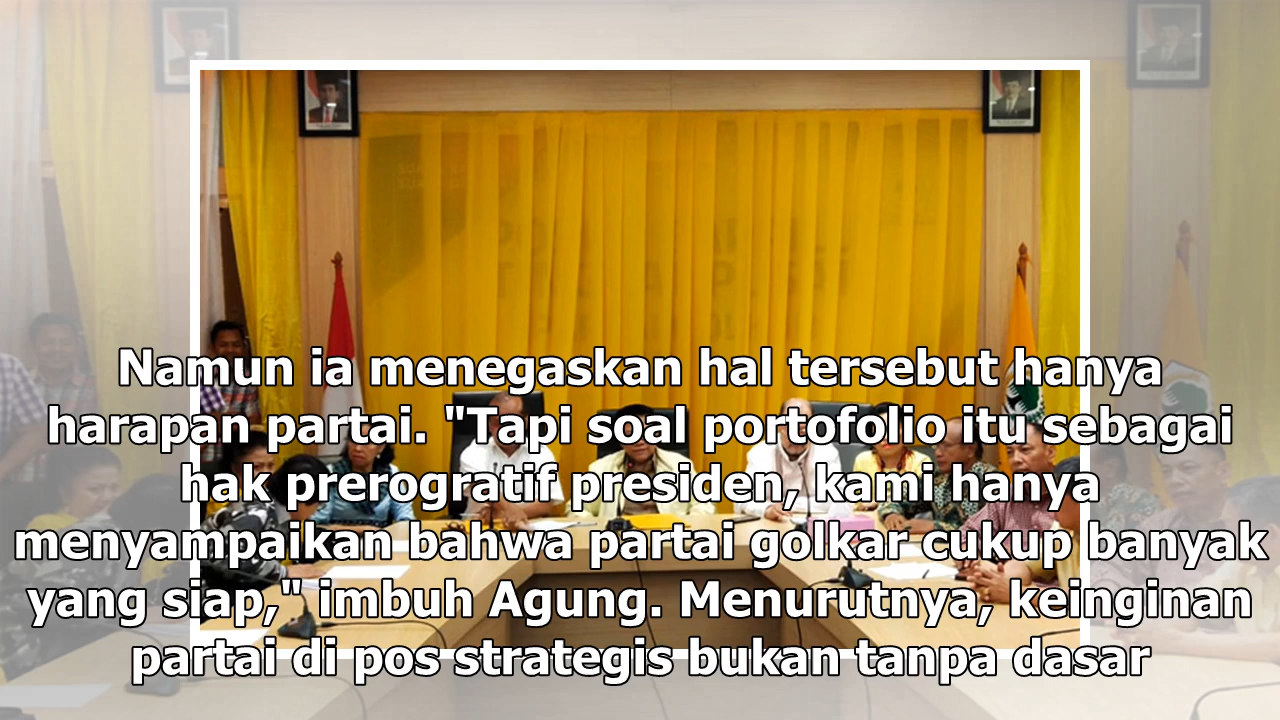 Namun ia menegaskan hal tersebut hanya
harapan partai. "Tapi soal portofolio itu sebagai
hak prerogratif presiden, kami hanya
menyampaikan bahwa partai golkar cukup banyak
yang siap," imbuh Agung. Menurutnya, keinginan
partai di pos strategis bukan tanpa dasar